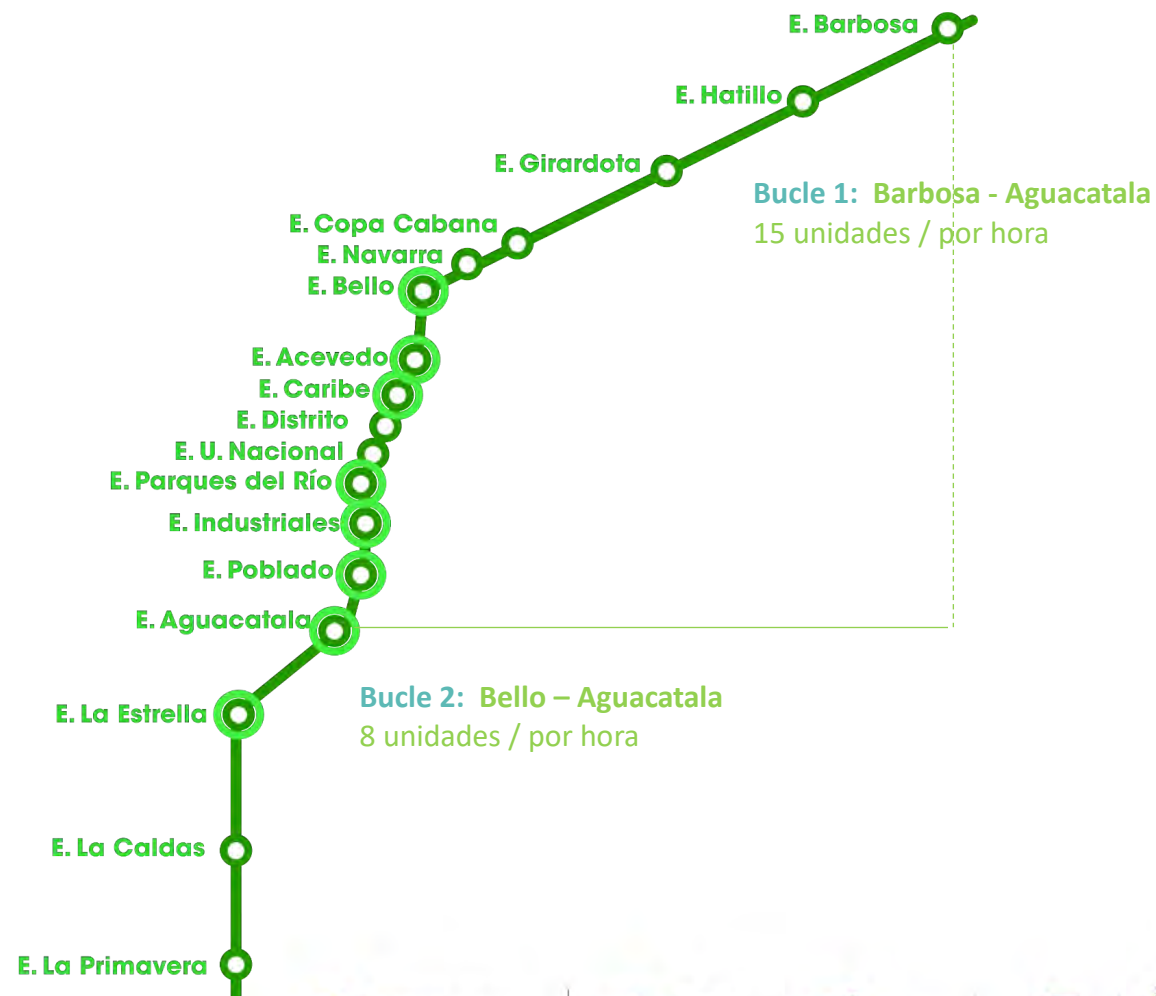 E. Barbosa
E. Hatillo
E. Girardota
Bucle 1: Barbosa - Aguacatala
15 unidades / por hora
E. Copa Cabana
E. Navarra
E. Bello
E. Acevedo
E. Caribe
E. Distrito
E. U. Nacional
E. Parques del Río
E. Industriales
E. Poblado
E. Aguacatala
Bucle 2: Bello – Aguacatala
8 unidades / por hora
E. La Estrella
E. La Caldas
E. La Primavera